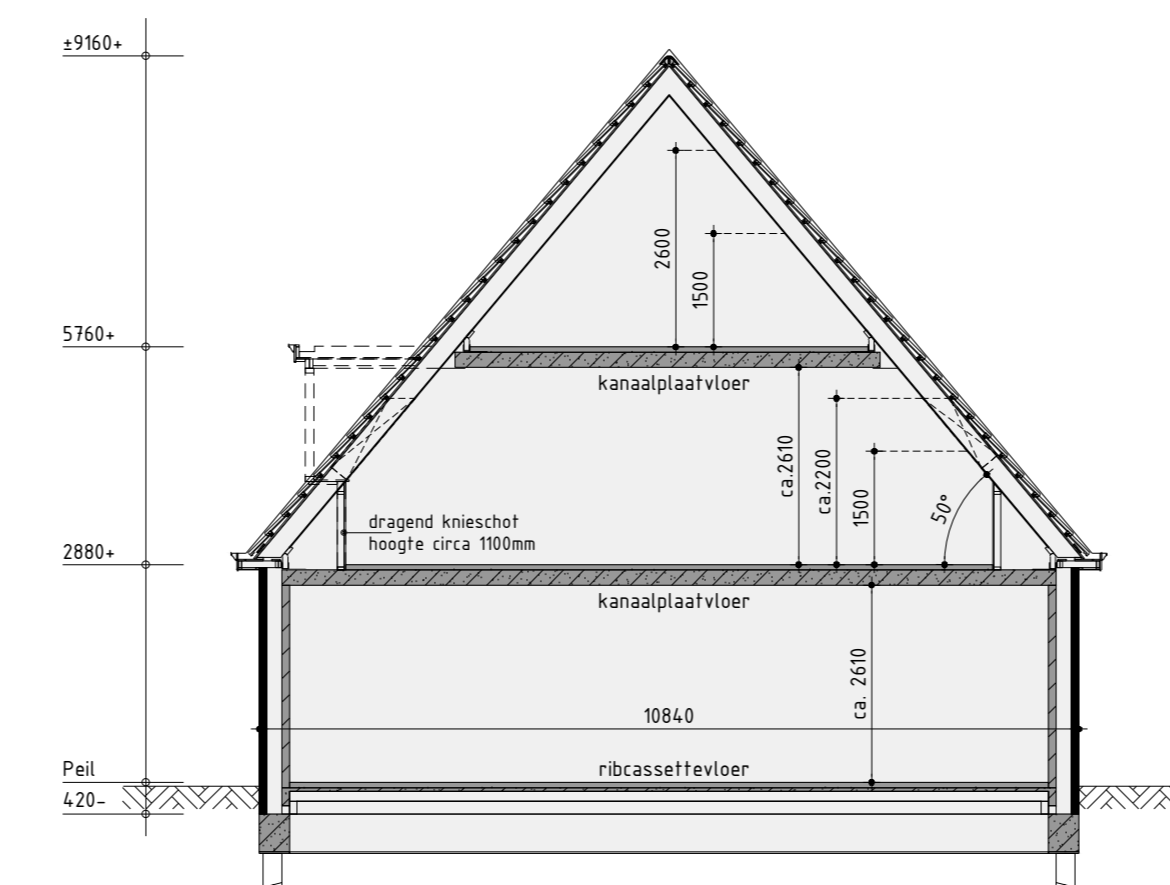 ±9160+
2600
1500
5760+
kanaalplaatvloer
ca.2610
ca.2200
1500
50°
dragend knieschot
hoogte circa 1100mm
2880+
kanaalplaatvloer
ca. 2610
10840
Peil
ribcassettevloer
420-